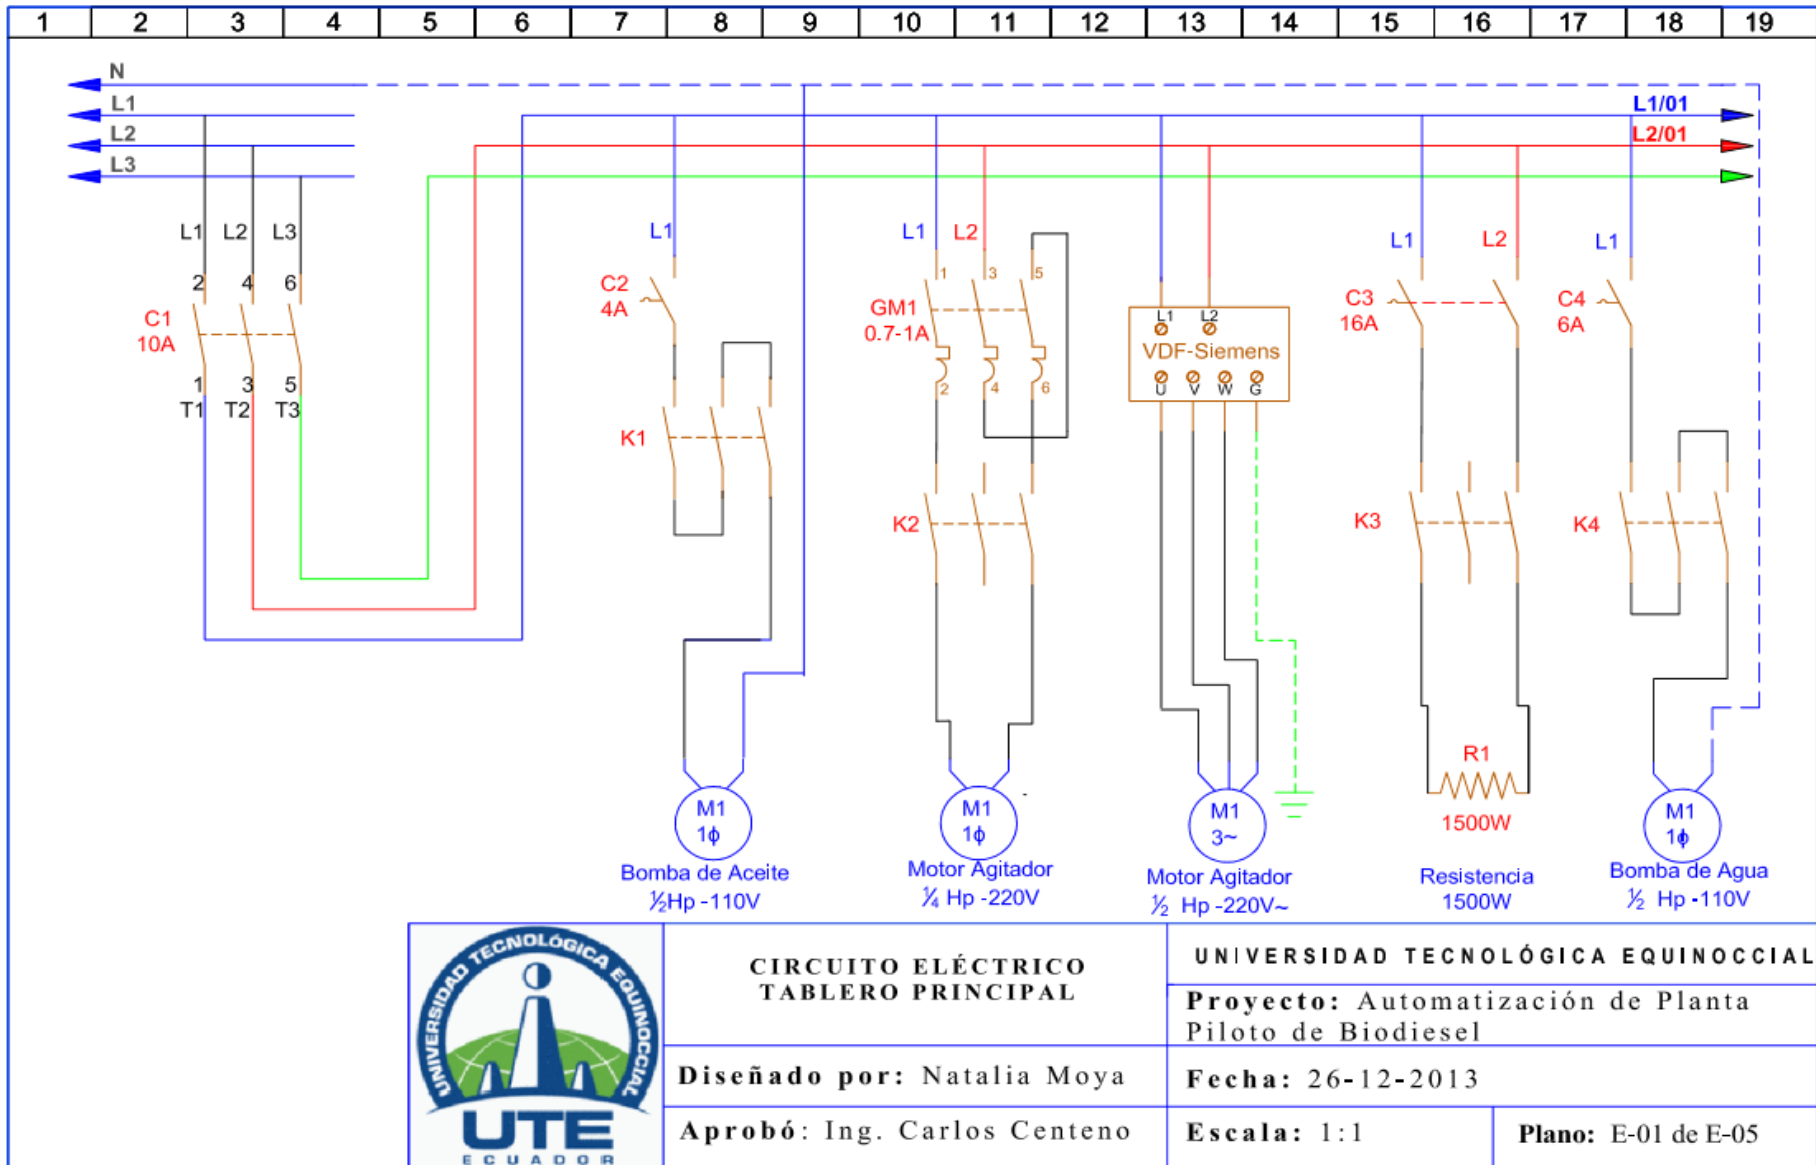 1 2 3 4 5 6 7 8 9 10 11 12 13 14 15 16 17 18 19
N
L1
L2
L3
L1/01
L2/01
L1 L2 L3
2 4 6
C1
10A
1 3 5
T1 T2 T3
L1
C2
4A
K1
M1
1ϕ
Bomba de Aceite
½Hp -110V
L1 L2
1 3 5
GM1
0.7-1A
2 4 6
K2
M1
1ϕ
Motor Agitador
¼ Hp -220V
L1 L2
VDF-Siemens
U V W G
M1
3~
Motor Agitador
½ Hp -220V~
L1 L2
C3
16A
K3
R1
1500W
Resistencia
1500W
L1
C4
6A
K4
M1
1ϕ
Bomba de Agua
½ Hp -110V
UNIVERSIDAD TECNOLÓGICA EQUINOCCIAL
UTE
ECUADOR
CIRCUITO ELÉCTRICO
TABLERO PRINCIPAL
Diseñado por: Natalia Moya
Aprobó: Ing. Carlos Centeno
UNIVERSIDAD TECNOLÓGICA EQUINOCCIAL
Proyecto: Automatización de Planta
Piloto de Biodiesel
Fecha: 26-12-2013
Escala: 1:1
Plano: E-01 de E-05